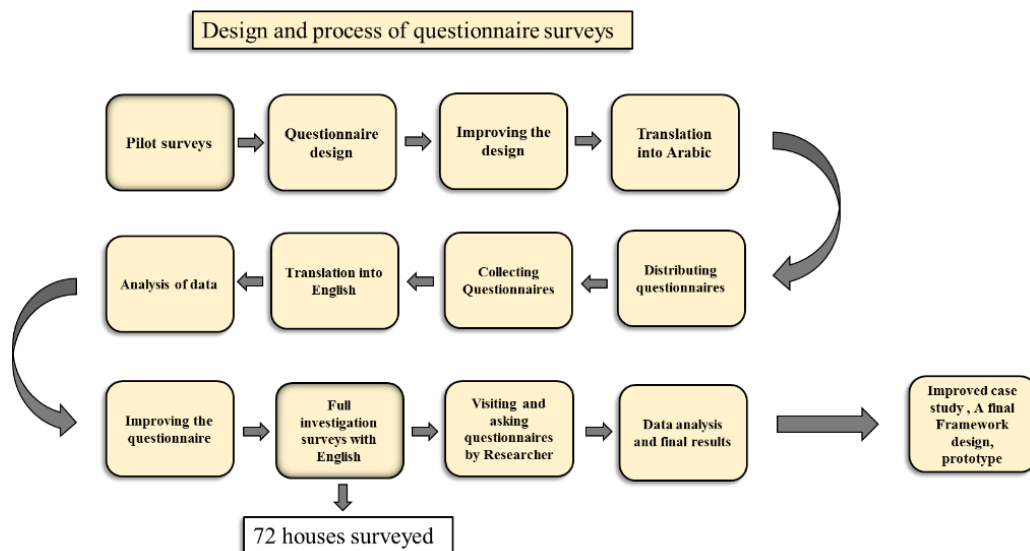 Design and process of questionnaire surveys
Pilot surveys
Questionnaire
design
Improving the
design
Translation
into Arabic
Analysis of data
Translation into
English
Collecting
Questionnaires
Distributing
questionnaires
Improving the
questionnaire
Full
investigation
surveys with
English
Visiting and
asking
questionnaires
by Researcher
Data analysis
and final results
Improved case
study , A final
Framework
design,
prototype
72 houses surveyed